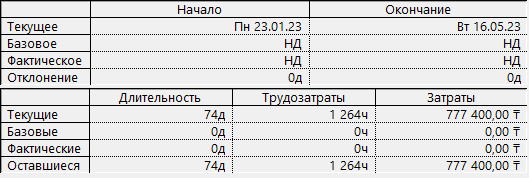 Начало Окончание
Текущее Пн 23.01.23 Вт 16.05.23
Базовое НД НД
Фактическое НД НД
Отклонение 0д 0д
Длительность Трудозатраты Затраты
Текущие 74д 1 264ч 777 400,00 ₸
Базовые 0д 0ч 0,00 ₸
Фактические 0д 0ч 0,00 ₸
Оставшиеся 74д 1 264ч 777 400,00 ₸